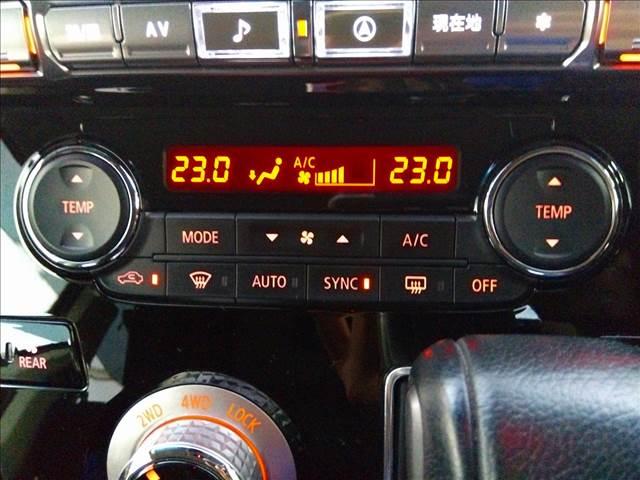 AV
現在地
23.0
A/C
23.0
TEMP
MODE
A/C
TEMP
AUTO
SYNC
OFF
REAR
2WD
4WD
LOCK